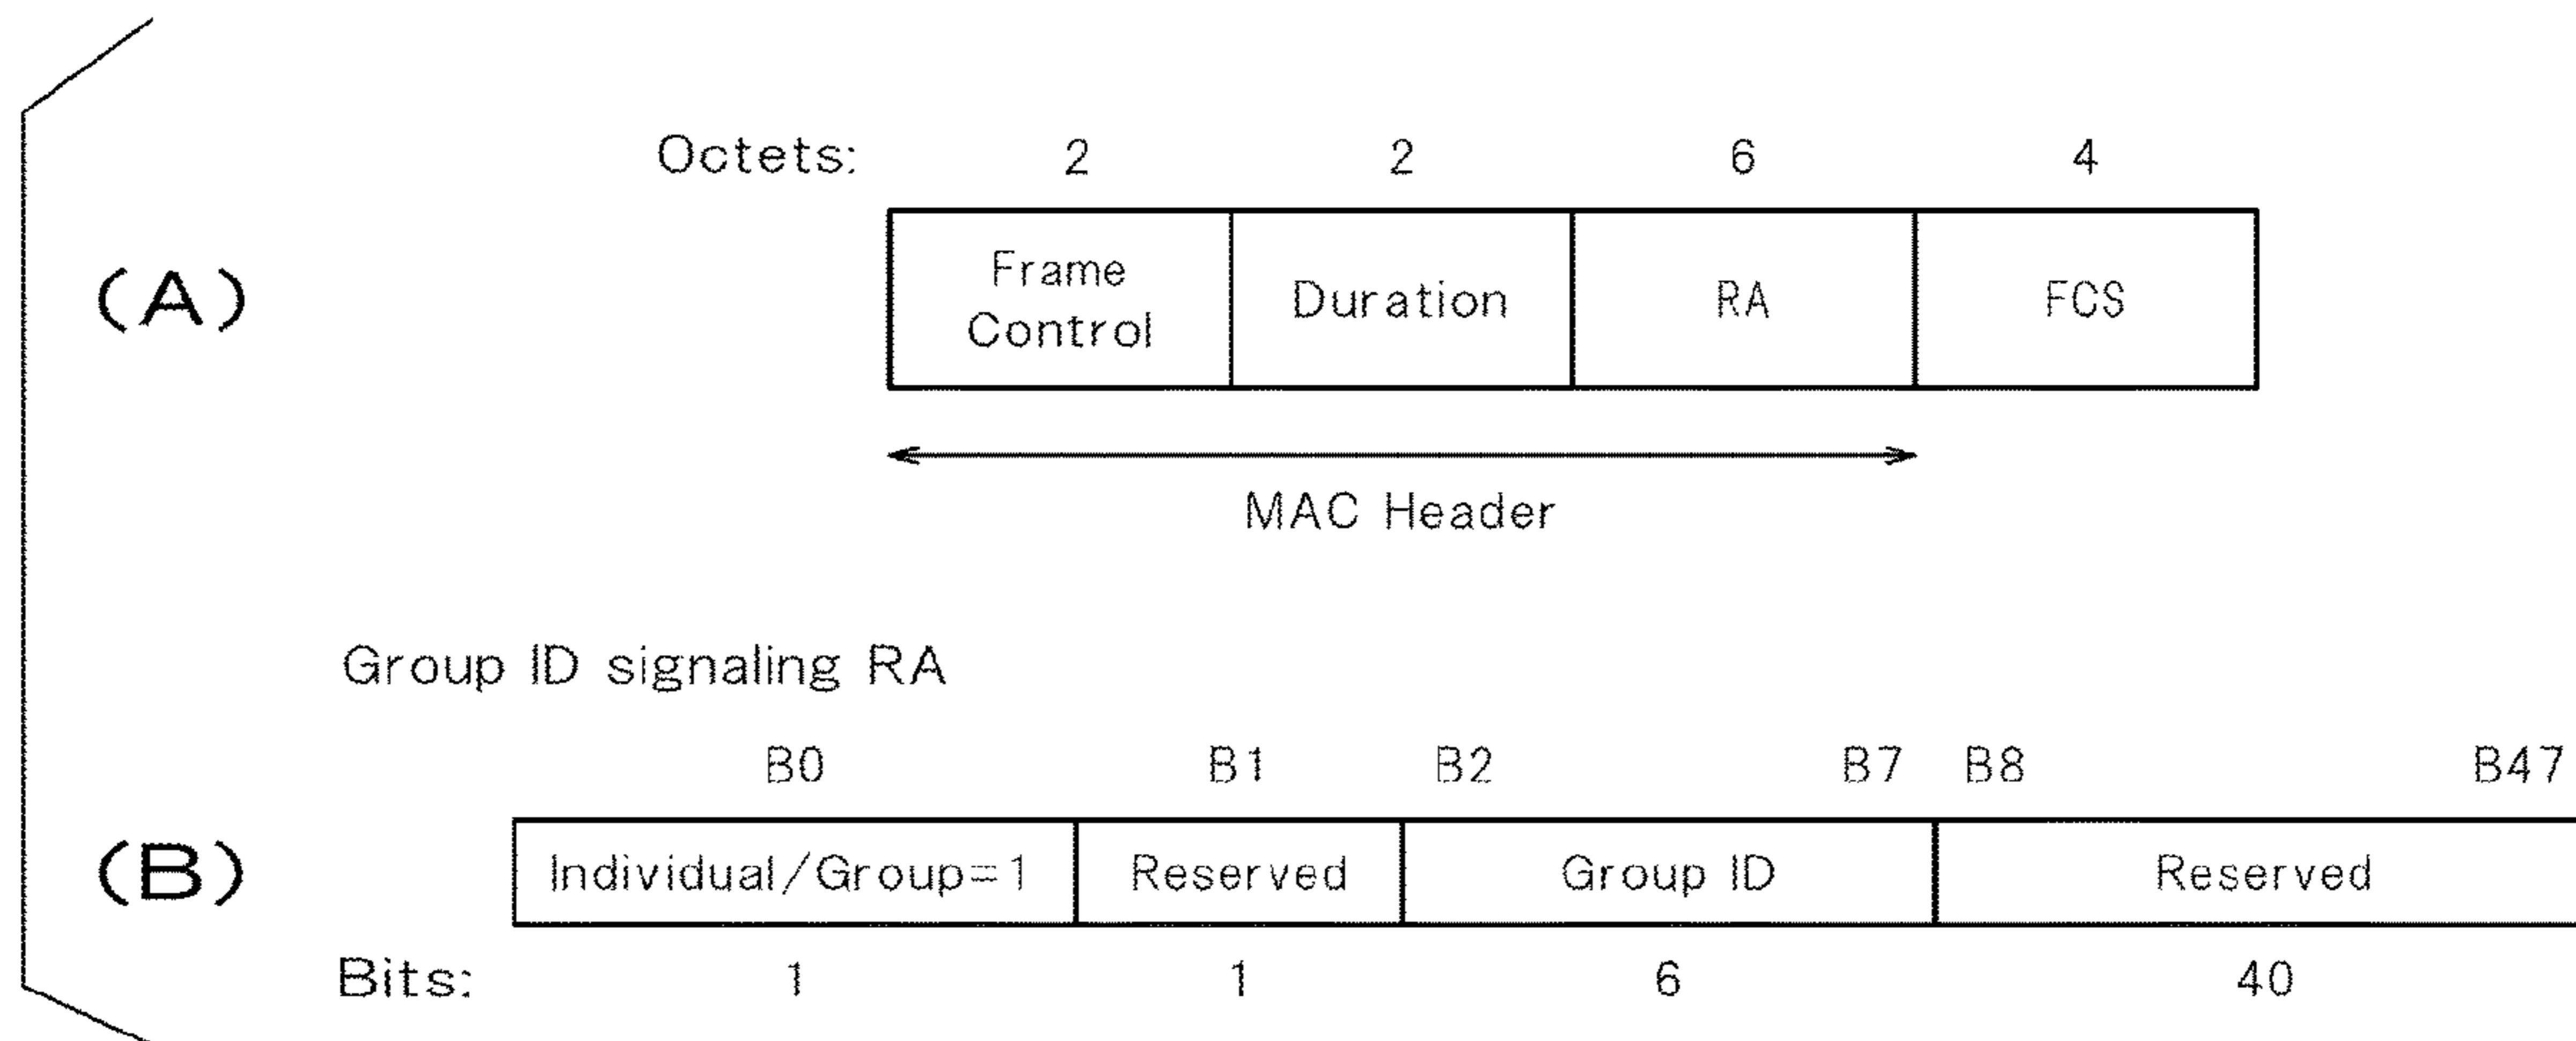 Octets: 2 2 6 4
(A)
Frame Control Duration RA FCS
MAC Header
Group ID signaling RA
B0 B1 B2 B7 B8 B47
(B)
Individual/Group=1 Reserved Group ID Reserved
Bits: 1 1 6 40